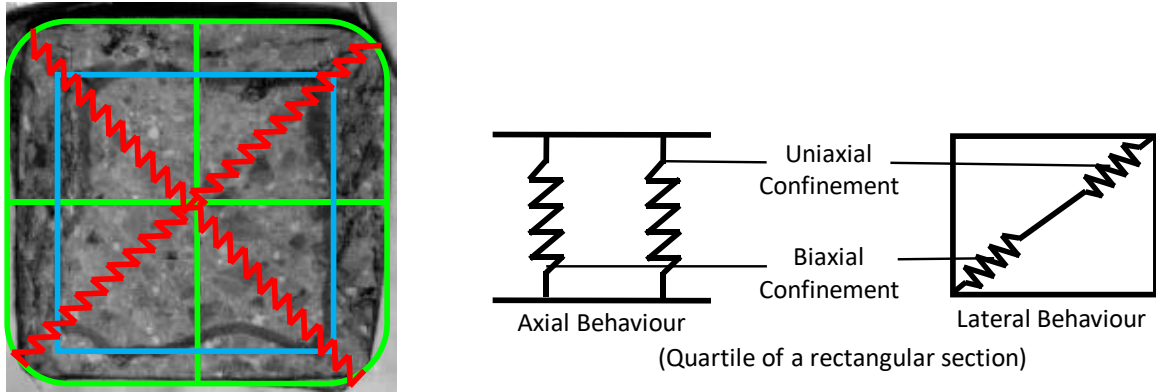 Uniaxial
Confinement
Biaxial
Confinement
Axial Behaviour
Lateral Behaviour
(Quartile of a rectangular section)